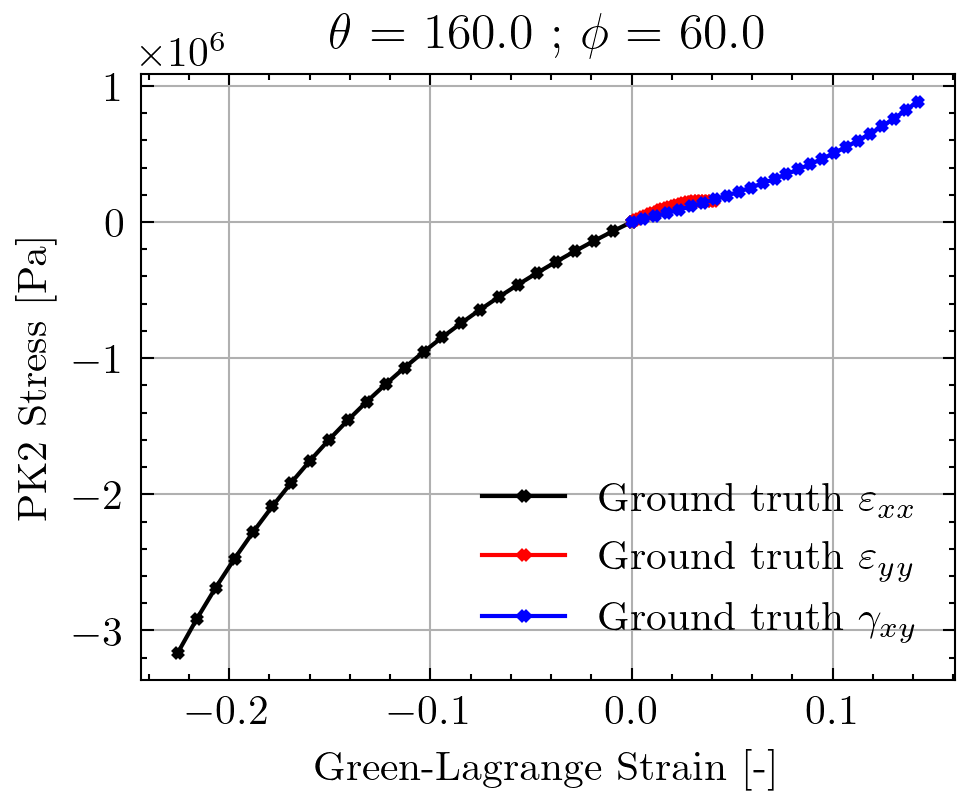 θ = 160.0 ; ϕ = 60.0
×10⁶
1
0
−1
−2
−3
PK2 Stress [Pa]
Ground truth εₓₓ
Ground truth ε_yy
Ground truth γ_xy
−0.2 −0.1 0.0 0.1
Green-Lagrange Strain [-]